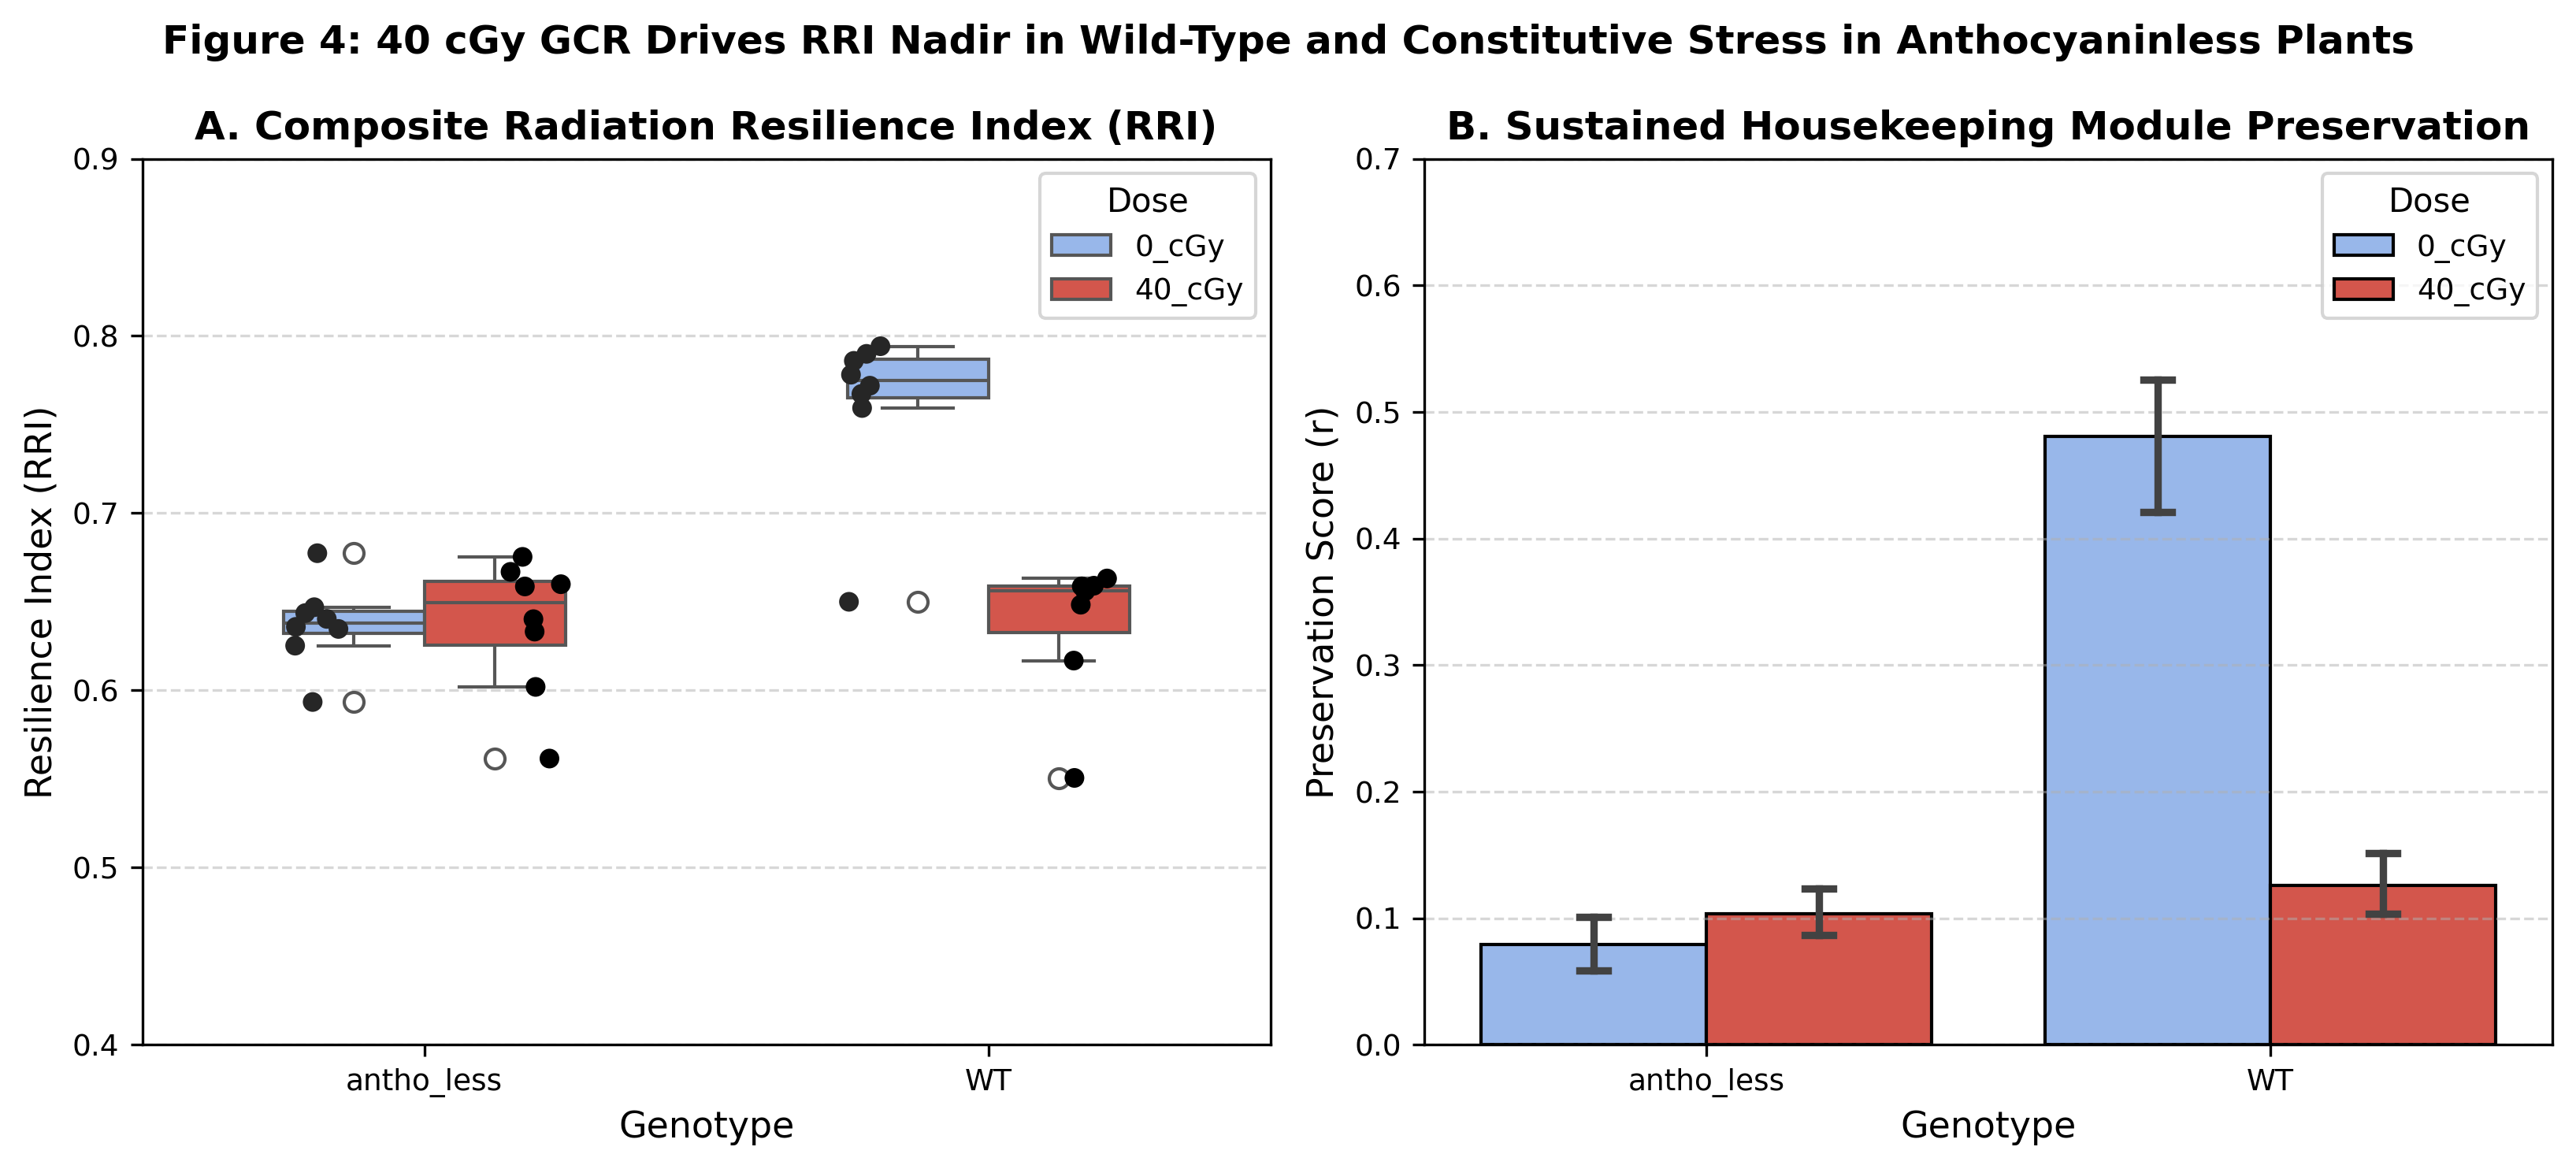 Figure 4: 40 cGy GCR Drives RRI Nadir in Wild-Type and Constitutive Stress in Anthocyaninless Plants
A. Composite Radiation Resilience Index (RRI)
Resilience Index (RRI)
0.9
0.8
0.7
0.6
0.5
0.4
Dose
0_cGy
40_cGy
antho_less
WT
Genotype
B. Sustained Housekeeping Module Preservation
Preservation Score (r)
0.7
0.6
0.5
0.4
0.3
0.2
0.1
0.0
Dose
0_cGy
40_cGy
antho_less
WT
Genotype